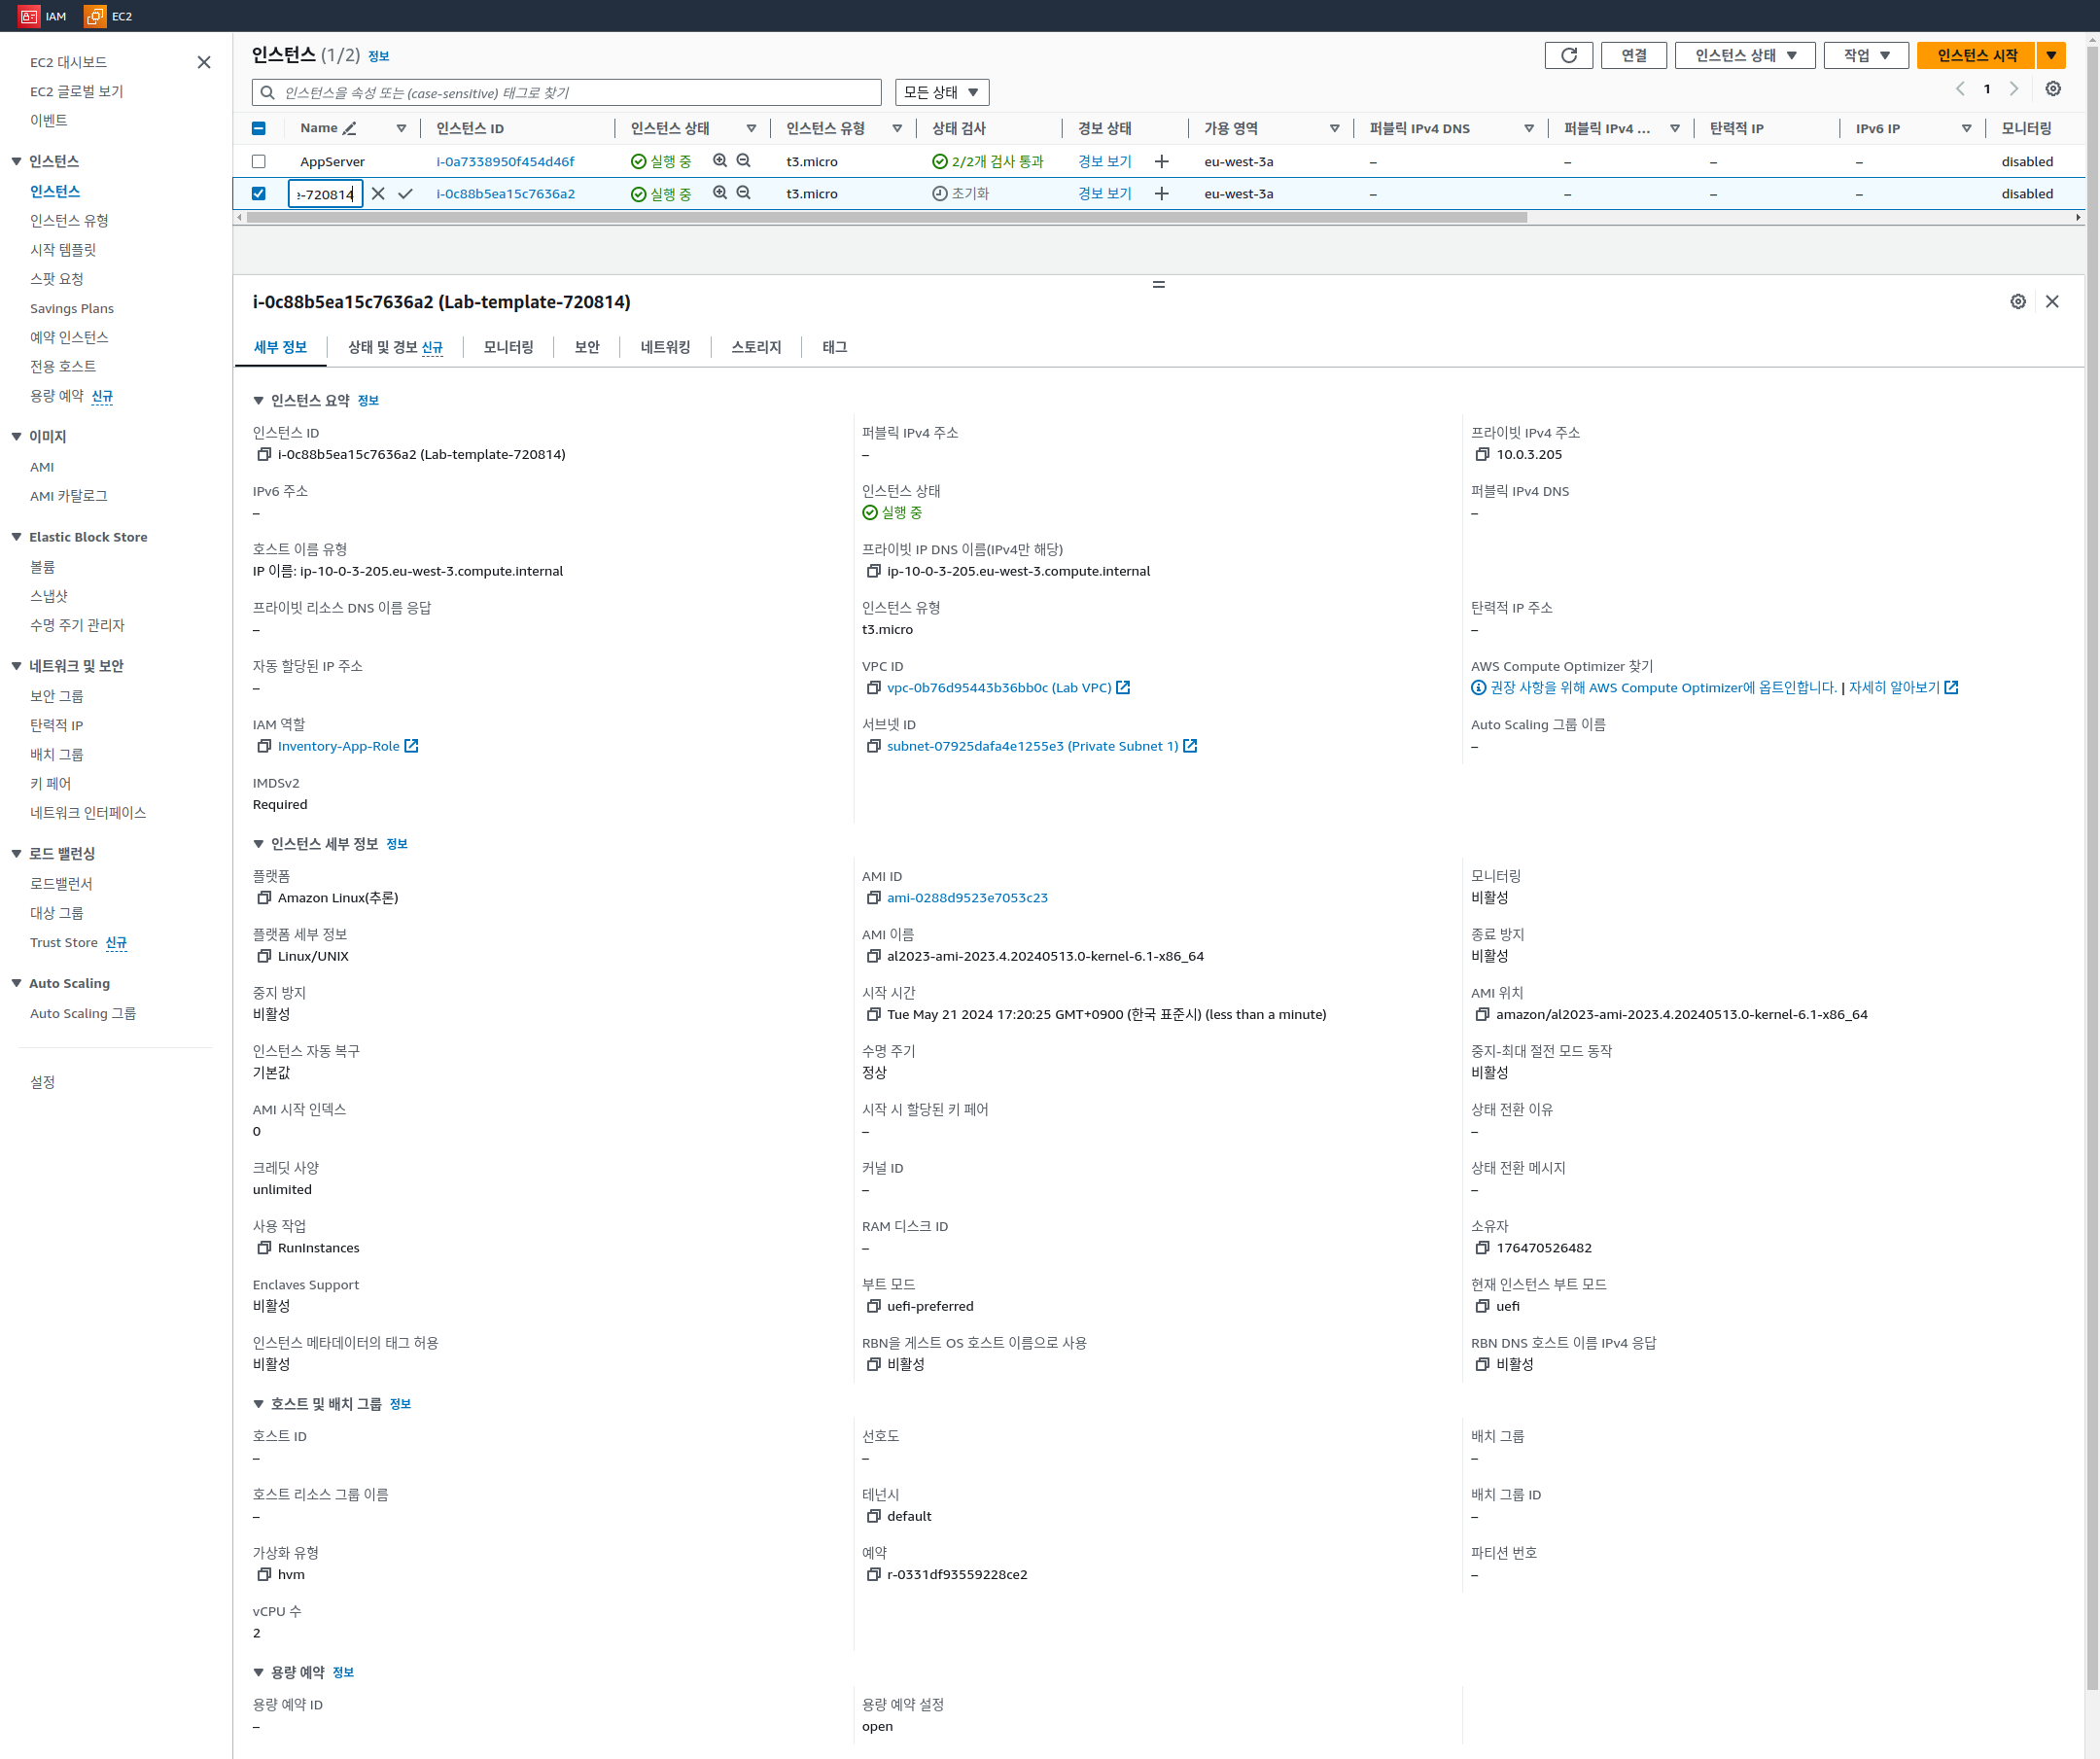 IAM EC2
EC2 대시보드
EC2 글로벌 보기
이벤트
인스턴스
인스턴스
인스턴스 유형
시작 템플릿
스팟 요청
Savings Plans
예약 인스턴스
전용 호스트
용량 예약 신규
이미지
AMI
AMI 카탈로그
Elastic Block Store
볼륨
스냅샷
수명 주기 관리자
네트워크 및 보안
보안 그룹
탄력적 IP
배치 그룹
키 페어
네트워크 인터페이스
로드 밸런싱
로드밸런서
대상 그룹
Trust Store 신규
Auto Scaling
Auto Scaling 그룹
설정
인스턴스 (1/2) 정보
연결 인스턴스 상태 작업 인스턴스 시작
인스턴스을 속성 또는 (case-sensitive) 태그로 찾기 모든 상태 1
Name 인스턴스 ID 인스턴스 상태 인스턴스 유형 상태 검사 경보 상태 가용 영역 퍼블릭 IPv4 DNS 퍼블릭 IPv4 ... 탄력적 IP IPv6 IP 모니터링
AppServer i-0a7338950f454d46f 실행 중 t3.micro 2/2개 검사 통과 경보 보기 eu-west-3a – – – – disabled
e-720814 i-0c88b5ea15c7636a2 실행 중 t3.micro 초기화 경보 보기 eu-west-3a – – – – disabled
i-0c88b5ea15c7636a2 (Lab-template-720814)
세부 정보 상태 및 경보 신규 모니터링 보안 네트워킹 스토리지 태그
인스턴스 요약 정보
인스턴스 ID 퍼블릭 IPv4 주소 프라이빗 IPv4 주소
i-0c88b5ea15c7636a2 (Lab-template-720814) – 10.0.3.205
IPv6 주소 인스턴스 상태 퍼블릭 IPv4 DNS
– 실행 중 –
호스트 이름 유형 프라이빗 IP DNS 이름(IPv4만 해당)
IP 이름: ip-10-0-3-205.eu-west-3.compute.internal ip-10-0-3-205.eu-west-3.compute.internal
프라이빗 리소스 DNS 이름 응답 인스턴스 유형 탄력적 IP 주소
– t3.micro –
자동 할당된 IP 주소 VPC ID AWS Compute Optimizer 찾기
– vpc-0b76d95443b36bb0c (Lab VPC) 권장 사항을 위해 AWS Compute Optimizer에 옵트인합니다. | 자세히 알아보기
IAM 역할 서브넷 ID Auto Scaling 그룹 이름
Inventory-App-Role subnet-07925dafa4e1255e3 (Private Subnet 1) –
IMDSv2
Required
인스턴스 세부 정보 정보
플랫폼 AMI ID 모니터링
Amazon Linux(추론) ami-0288d9523e7053c23 비활성
플랫폼 세부 정보 AMI 이름 종료 방지
Linux/UNIX al2023-ami-2023.4.20240513.0-kernel-6.1-x86_64 비활성
중지 방지 시작 시간 AMI 위치
비활성 Tue May 21 2024 17:20:25 GMT+0900 (한국 표준시) (less than a minute) amazon/al2023-ami-2023.4.20240513.0-kernel-6.1-x86_64
인스턴스 자동 복구 수명 주기 중지-최대 절전 모드 동작
기본값 정상 비활성
AMI 시작 인덱스 시작 시 할당된 키 페어 상태 전환 이유
0 – –
크레딧 사양 커널 ID 상태 전환 메시지
unlimited – –
사용 작업 RAM 디스크 ID 소유자
RunInstances – 176470526482
Enclaves Support 부트 모드 현재 인스턴스 부트 모드
비활성 uefi-preferred uefi
인스턴스 메타데이터의 태그 허용 RBN을 게스트 OS 호스트 이름으로 사용 RBN DNS 호스트 이름 IPv4 응답
비활성 비활성 비활성
호스트 및 배치 그룹 정보
호스트 ID 선호도 배치 그룹
– – –
호스트 리소스 그룹 이름 테넌시 배치 그룹 ID
– default –
가상화 유형 예약 파티션 번호
hvm r-0331df93559228ce2 –
vCPU 수
2
용량 예약 정보
용량 예약 ID 용량 예약 설정
– open